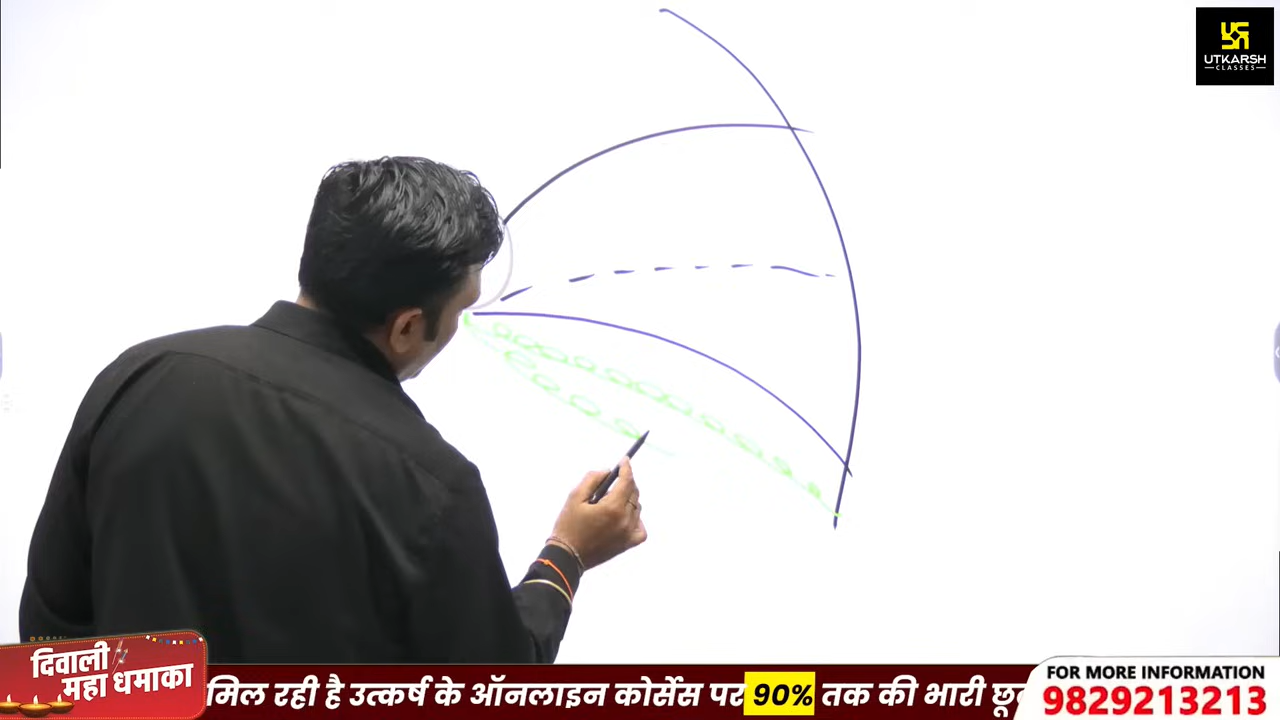 UTKARSH
CLASSES
दिवाली
महा धमाका
मिल रही है उत्कर्ष के ऑनलाइन कोर्सेस पर 90% तक की भारी
FOR MORE INFORMATION
9829213213